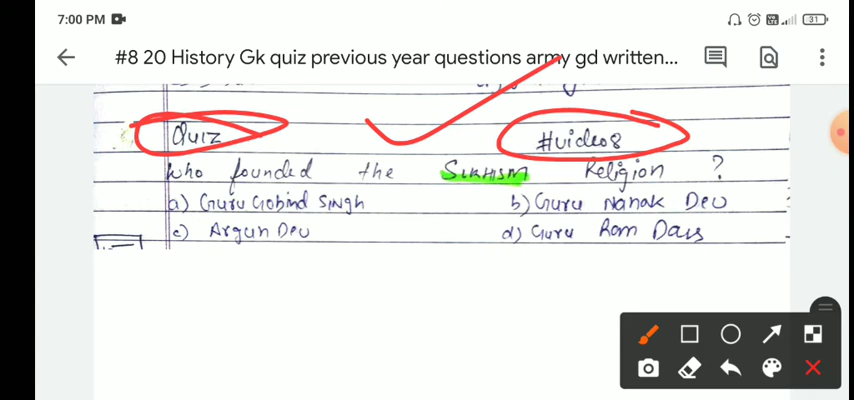 7:00 PM
31
#8 20 History Gk quiz previous year questions army gd written...
Quiz #videos
who founded the SIKHISM Religion ?
a) Guru Gobind SINgh b) Guru Nanak Dev
c) Argun Dev d) Guru Ram Das